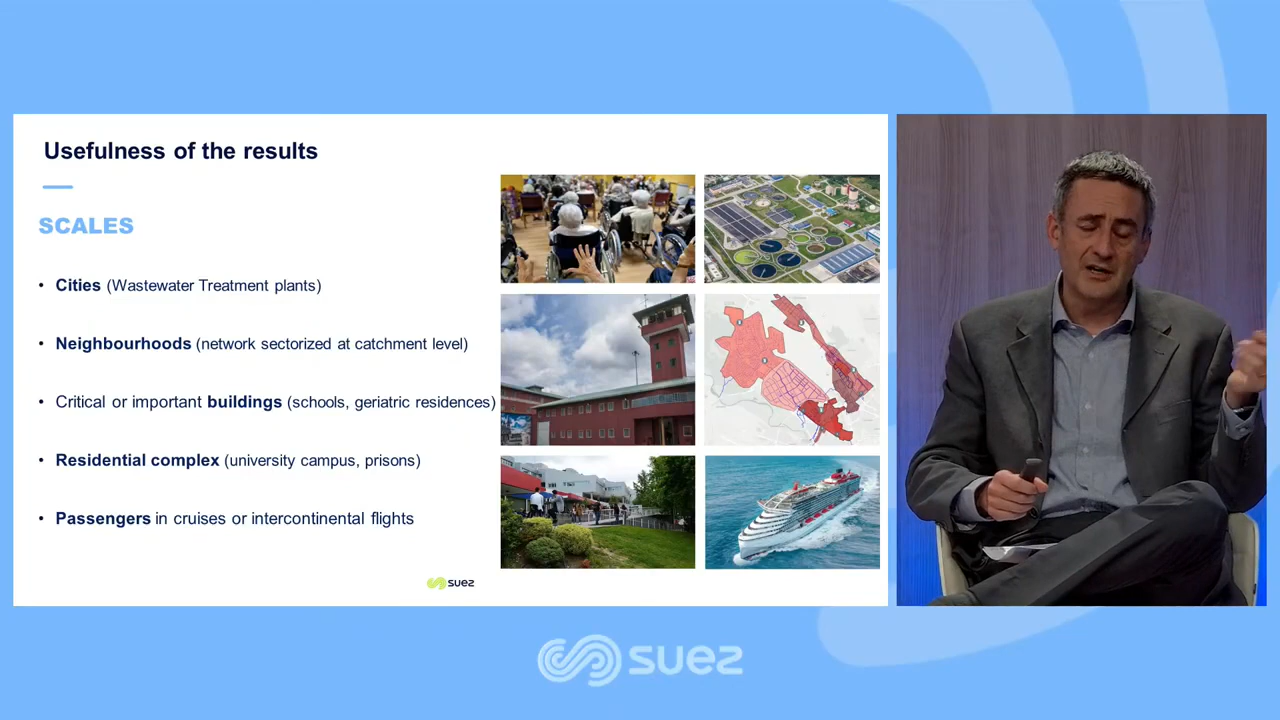 Usefulness of the results
SCALES
• Cities (Wastewater Treatment plants)
• Neighbourhoods (network sectorized at catchment level)
• Critical or important buildings (schools, geriatric residences)
• Residential complex (university campus, prisons)
• Passengers in cruises or intercontinental flights
suez
suez